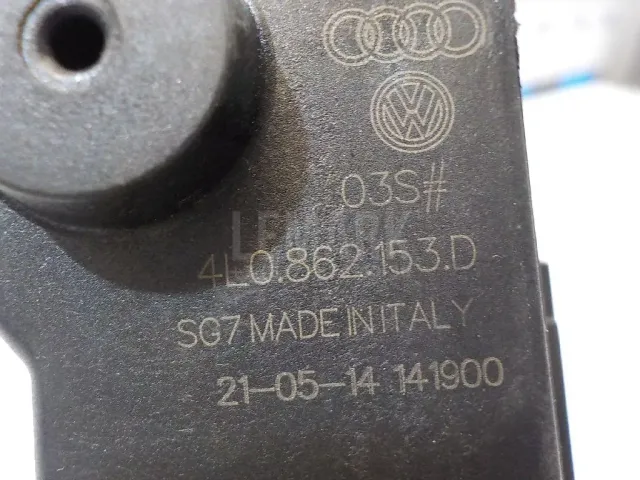 03S#
4L0.862.153.D
SG7 MADE IN ITALY
21-05-14 141900